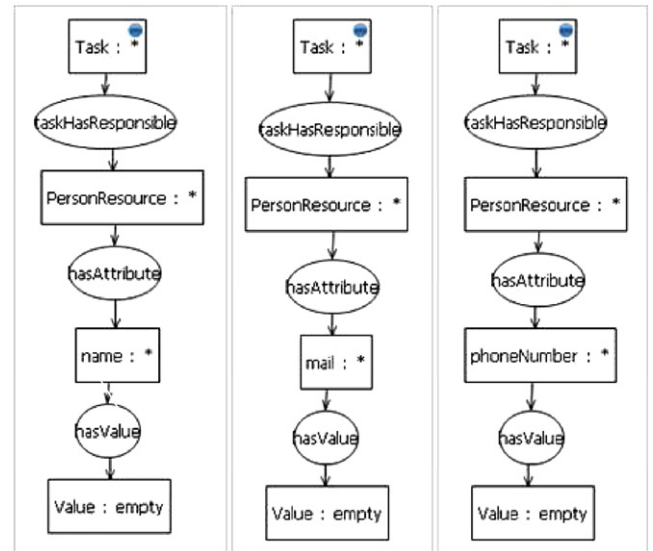 Task : *
taskHasResponsible
PersonResource : *
hasAttribute
name : *
hasValue
Value : empty
Task : *
taskHasResponsible
PersonResource : *
hasAttribute
mail : *
hasValue
Value : empty
Task : *
taskHasResponsible
PersonResource : *
hasAttribute
phoneNumber : *
hasValue
Value : empty